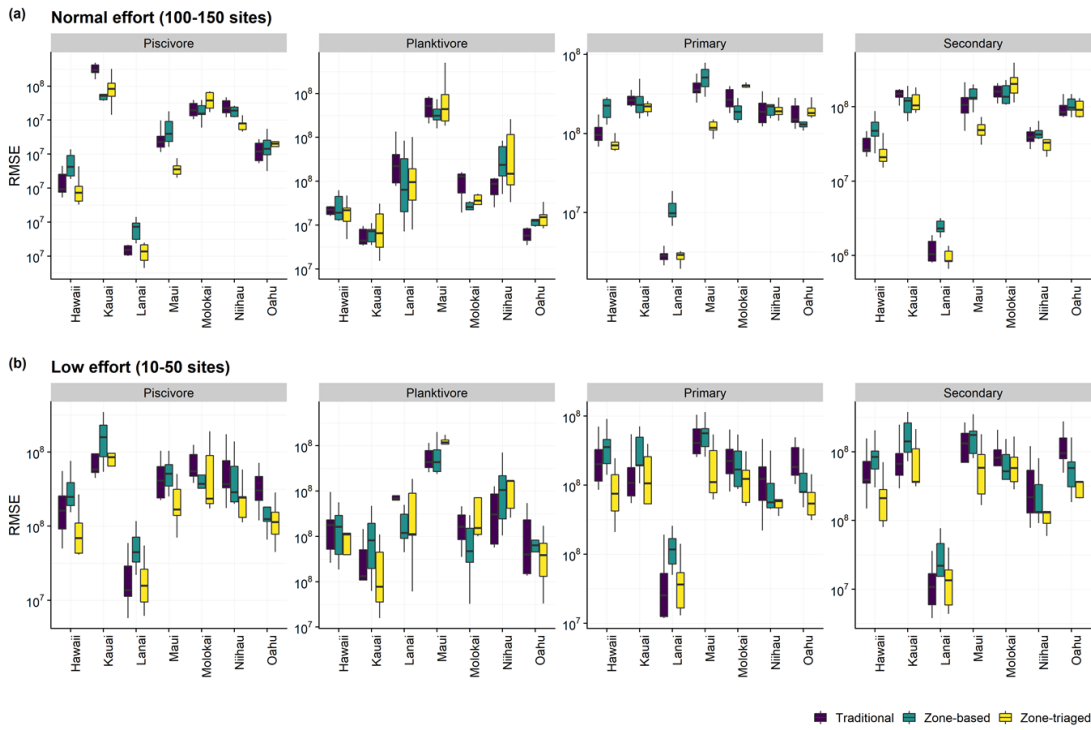 (a) Normal effort (100-150 sites)
Piscivore Planktivore Primary Secondary
RMSE
10⁸
10⁷
10⁷
10⁷
10⁷
10⁷
10⁸
10⁸
10⁷
10⁷
10⁸
10⁸
10⁷
10⁸
10⁷
10⁶
Hawaii Kauai Lanai Maui Molokai Niihau Oahu
Hawaii Kauai Lanai Maui Molokai Niihau Oahu
Hawaii Kauai Lanai Maui Molokai Niihau Oahu
Hawaii Kauai Lanai Maui Molokai Niihau Oahu
(b) Low effort (10-50 sites)
Piscivore Planktivore Primary Secondary
RMSE
10⁸
10⁸
10⁷
10⁸
10⁸
10⁸
10⁷
10⁷
10⁸
10⁸
10⁸
10⁷
10⁸
10⁸
10⁷
10⁷
Hawaii Kauai Lanai Maui Molokai Niihau Oahu
Hawaii Kauai Lanai Maui Molokai Niihau Oahu
Hawaii Kauai Lanai Maui Molokai Niihau Oahu
Hawaii Kauai Lanai Maui Molokai Niihau Oahu
Traditional Zone-based Zone-triaged